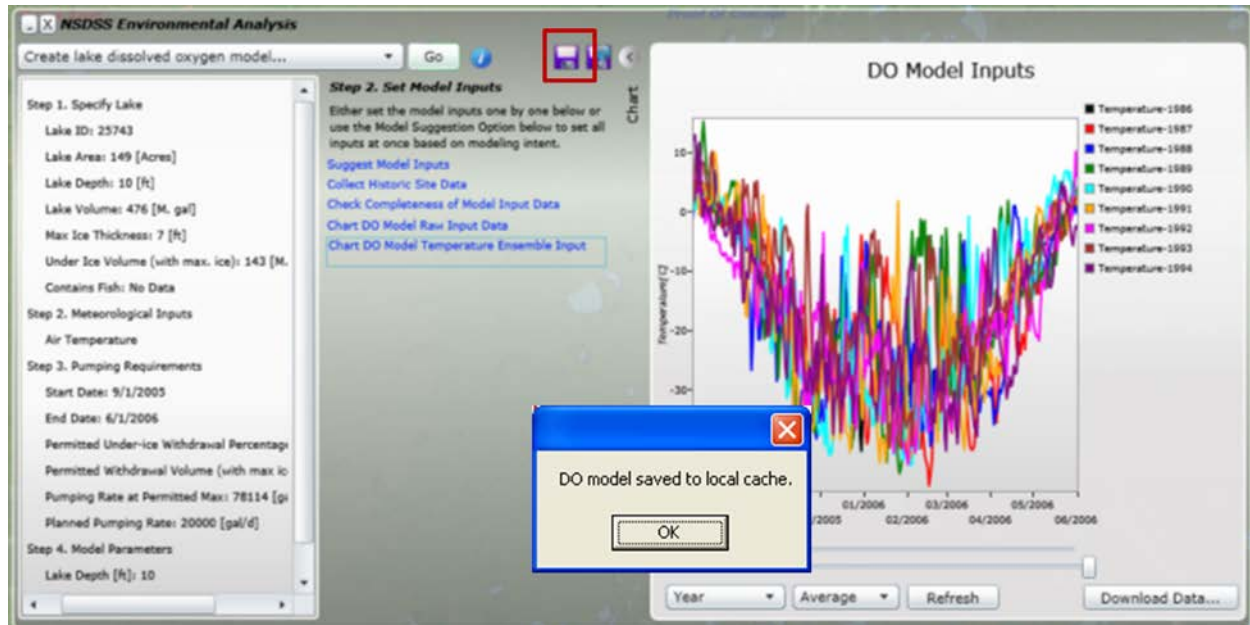 Proof Of Concept
- X NSDSS Environmental Analysis
Create lake dissolved oxygen model...
Go
Step 1. Specify Lake
Lake ID: 25743
Lake Area: 149 [Acres]
Lake Depth: 10 [ft]
Lake Volume: 476 [M. gal]
Max Ice Thickness: 7 [ft]
Under Ice Volume (with max. ice): 143 [M.
Contains Fish: No Data
Step 2. Meteorological Inputs
Air Temperature
Step 3. Pumping Requirements
Start Date: 9/1/2005
End Date: 6/1/2006
Permitted Under-ice Withdrawal Percentage
Permitted Withdrawal Volume (with max ic
Pumping Rate at Permitted Max: 78114 [ga
Planned Pumping Rate: 20000 [gal/d]
Step 4. Model Parameters
Lake Depth [ft]: 10
Step 2. Set Model Inputs
Either set the model inputs one by one below or
use the Model Suggestion Option below to set all
inputs at once based on modeling intent.
Suggest Model Inputs
Collect Historic Site Data
Check Completeness of Model Input Data
Chart DO Model Raw Input Data
Chart DO Model Temperature Ensemble Input
Chart
DO Model Inputs
Temperature-1986
Temperature-1987
Temperature-1988
Temperature-1989
Temperature-1990
Temperature-1991
Temperature-1992
Temperature-1993
Temperature-1994
Temperature[C]
10
0
-10
-20
-30
01/2006
03/2006
05/2006
/2005
02/2006
04/2006
06/2006
DO model saved to local cache.
OK
Year
Average
Refresh
Download Data...